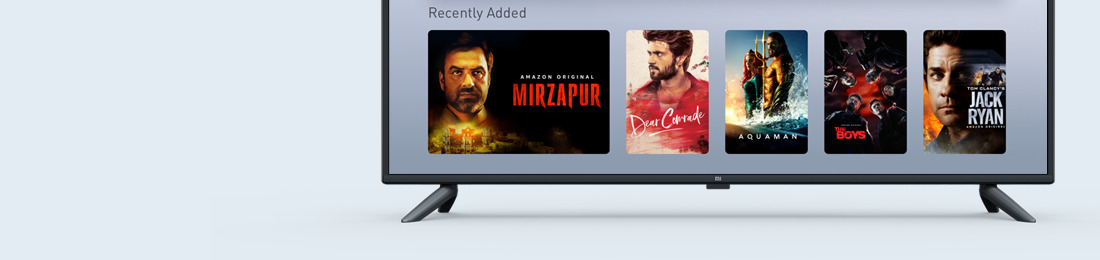 Recently Added
AMAZON ORIGINAL
MIRZAPUR
Dear Comrade
AQUAMAN
THE
BOYS
TOM CLANCY'S
JACK
RYAN
AMAZON ORIGINAL
mi